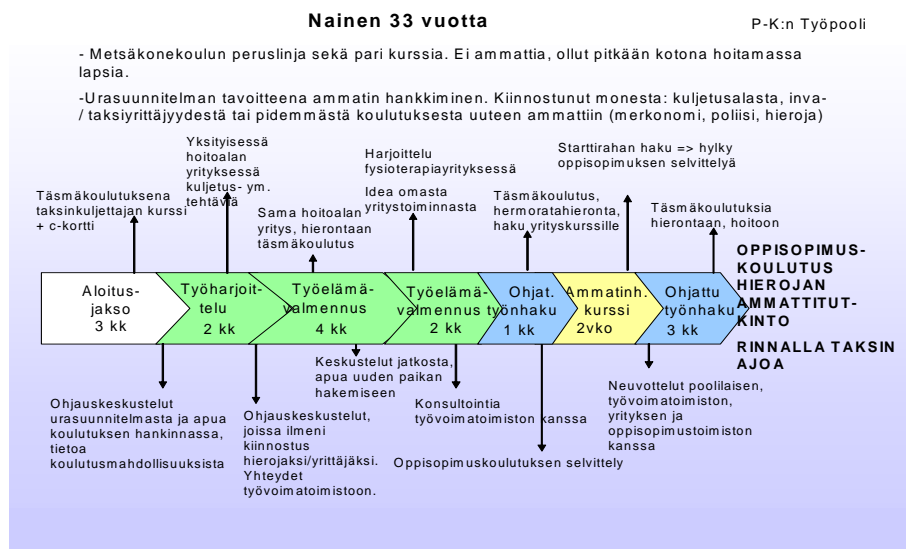 Nainen 33 vuotta
P-K:n Työpooli
- Metsäkonekoulun peruslinja sekä pari kurssia. Ei ammattia, ollut pitkään kotona hoitamassa
lapsia.
-Urasuunnitelman tavoitteena ammatin hankkiminen. Kiinnostunut monesta: kuljetusalasta, inva-
/ taksiyrittäjyydestä tai pidemmästä koulutuksesta uuteen ammattiin (merkonomi, poliisi, hieroja)
Täsmäkoulutuksena
taksinkuljettajan kurssi
+ c-kortti
Yksityisessä
hoitoalan
yrityksessä
kuljetus- ym.
tehtäviä
Sama hoitoalan
yritys, hierontaan
täsmäkoulutus
Harjoittelu
fysioterapiayrityksessä
Idea omasta
yritystoiminnasta
Täsmäkoulutus,
hermoratahieronta,
haku yrityskurssille
Starttirahan haku => hylky
oppisopimuksen selvittelyä
Täsmäkoulutuksia
hierontaan, hoitoon
Aloitus-
jakso
3 kk
Työharjoit-
telu
2 kk
Työelämä-
valmennus
4 kk
Työelämä-
valmennus työ
2 kk
Ohjat.
työnhaku
1 kk
Ammatinh.
kurssi
2vko
Ohjattu
työnhaku
3 kk
OPPISOPIMUS-
KOULUTUS
HIEROJAN
AMMATTITUT-
KINTO
RINNALLA TAKSIN
AJOA
Ohjauskeskustelut
urasuunnitelmasta ja apua
koulutuksen hankinnassa,
tietoa
koulutusmahdollisuuksista
Ohjauskeskustelut,
joissa ilmeni
kiinnostus
hierojaksi/yrittäjäksi.
Yhteydet
työvoimatoimistoon.
Keskustelut jatkosta,
apua uuden paikan
hakemiseen
Konsultointia
työvoimatoimiston kanssa
Oppisopimuskoulutuksen selvittely
Neuvottelut poolilaisen,
työvoimatoimiston,
yrityksen ja
oppisopimustoimiston
kanssa